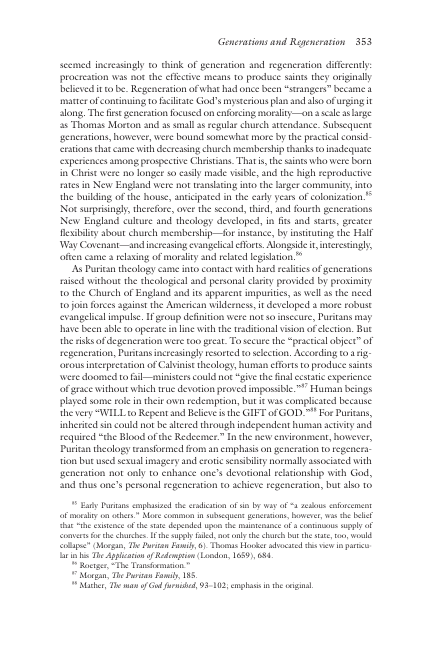 Generations and Regeneration 353
seemed increasingly to think of generation and regeneration differently:
procreation was not the effective means to produce saints they originally
believed it to be. Regeneration of what had once been “strangers” became a
matter of continuing to facilitate God’s mysterious plan and also of urging it
along. The first generation focused on enforcing morality—on a scale as large
as Thomas Morton and as small as regular church attendance. Subsequent
generations, however, were bound somewhat more by the practical consid-
erations that came with decreasing church membership thanks to inadequate
experiences among prospective Christians. That is, the saints who were born
in Christ were no longer so easily made visible, and the high reproductive
rates in New England were not translating into the larger community, into
the building of the house, anticipated in the early years of colonization.⁸⁵
Not surprisingly, therefore, over the second, third, and fourth generations
New England culture and theology developed, in fits and starts, greater
flexibility about church membership—for instance, by instituting the Half
Way Covenant—and increasing evangelical efforts. Alongside it, interestingly,
often came a relaxing of morality and related legislation.⁸⁶
As Puritan theology came into contact with hard realities of generations
raised without the theological and personal clarity provided by proximity
to the Church of England and its apparent impurities, as well as the need
to join forces against the American wilderness, it developed a more robust
evangelical impulse. If group definition were not so insecure, Puritans may
have been able to operate in line with the traditional vision of election. But
the risks of degeneration were too great. To secure the “practical object” of
regeneration, Puritans increasingly resorted to selection. According to a rig-
orous interpretation of Calvinist theology, human efforts to produce saints
were doomed to fail—ministers could not “give the final ecstatic experience
of grace without which true devotion proved impossible.”⁸⁷ Human beings
played some role in their own redemption, but it was complicated because
the very “WILL to Repent and Believe is the GIFT of GOD.”⁸⁸ For Puritans,
inherited sin could not be altered through independent human activity and
required “the Blood of the Redeemer.” In the new environment, however,
Puritan theology transformed from an emphasis on generation to regenera-
tion but used sexual imagery and erotic sensibility normally associated with
generation not only to enhance one’s devotional relationship with God,
and thus one’s personal projects to achieve regeneration, but also to
⁸⁵ Early Puritans emphasized the eradication of sin by way of “a zealous enforcement
of morality on others.” More common in subsequent generations, however, was the belief
that “the existence of the state depended upon the maintenance of a continuous supply of
converts for the churches. If the supply failed, not only the church but the state, too, would
collapse” (Morgan, The Puritan Family, 6). Thomas Hooker advocated this view in particu-
lar in his The Application of Redemption (London, 1659), 684.
⁸⁶ Roetger, “The Transformation.”
⁸⁷ Morgan, The Puritan Family, 185.
⁸⁸ Mather, The man of God furnished, 93–102; emphasis in the original.